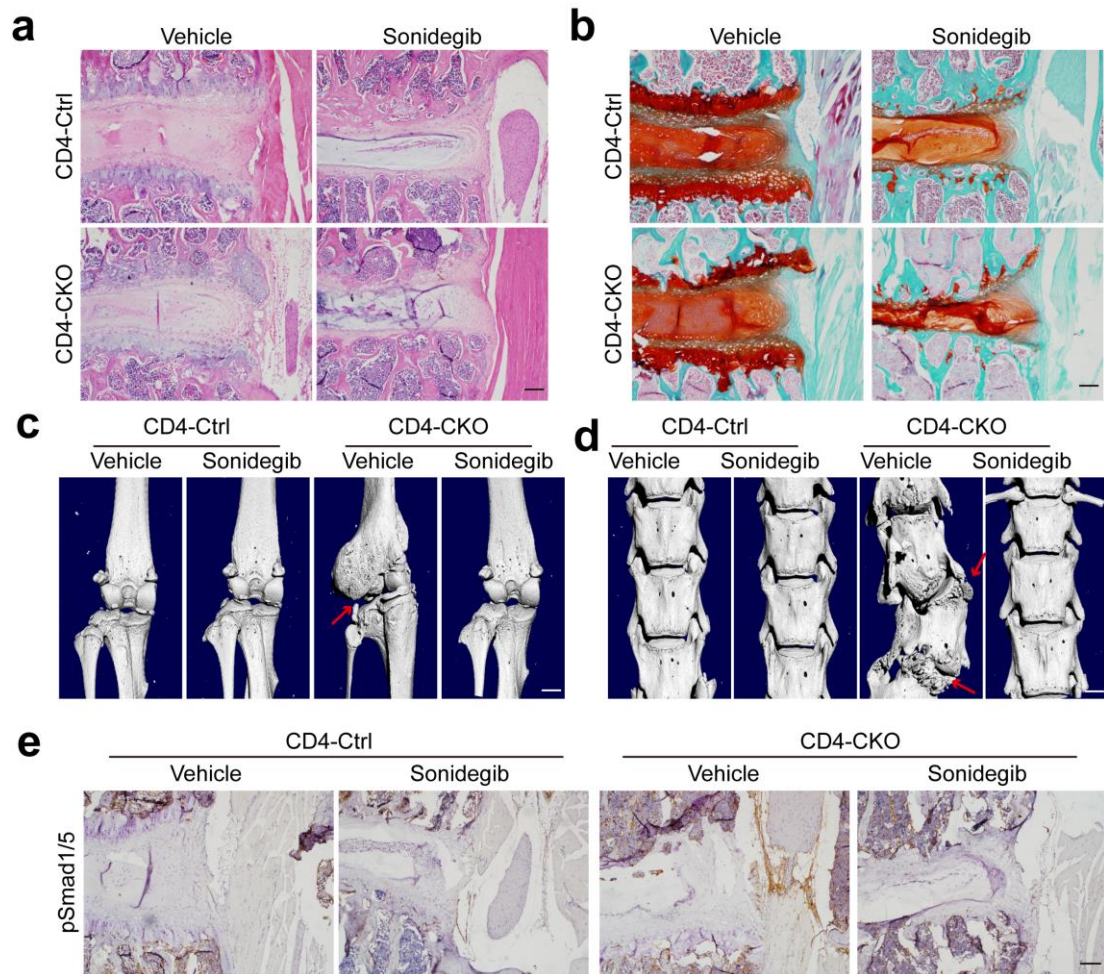 a
b
Vehicle Sonidegib
Vehicle Sonidegib
CD4-Ctrl
CD4-CKO
CD4-Ctrl
CD4-CKO
c
CD4-Ctrl CD4-CKO
Vehicle Sonidegib Vehicle Sonidegib
d
CD4-Ctrl CD4-CKO
Vehicle Sonidegib Vehicle Sonidegib
e
CD4-Ctrl CD4-CKO
Vehicle Sonidegib Vehicle Sonidegib
pSmad1/5